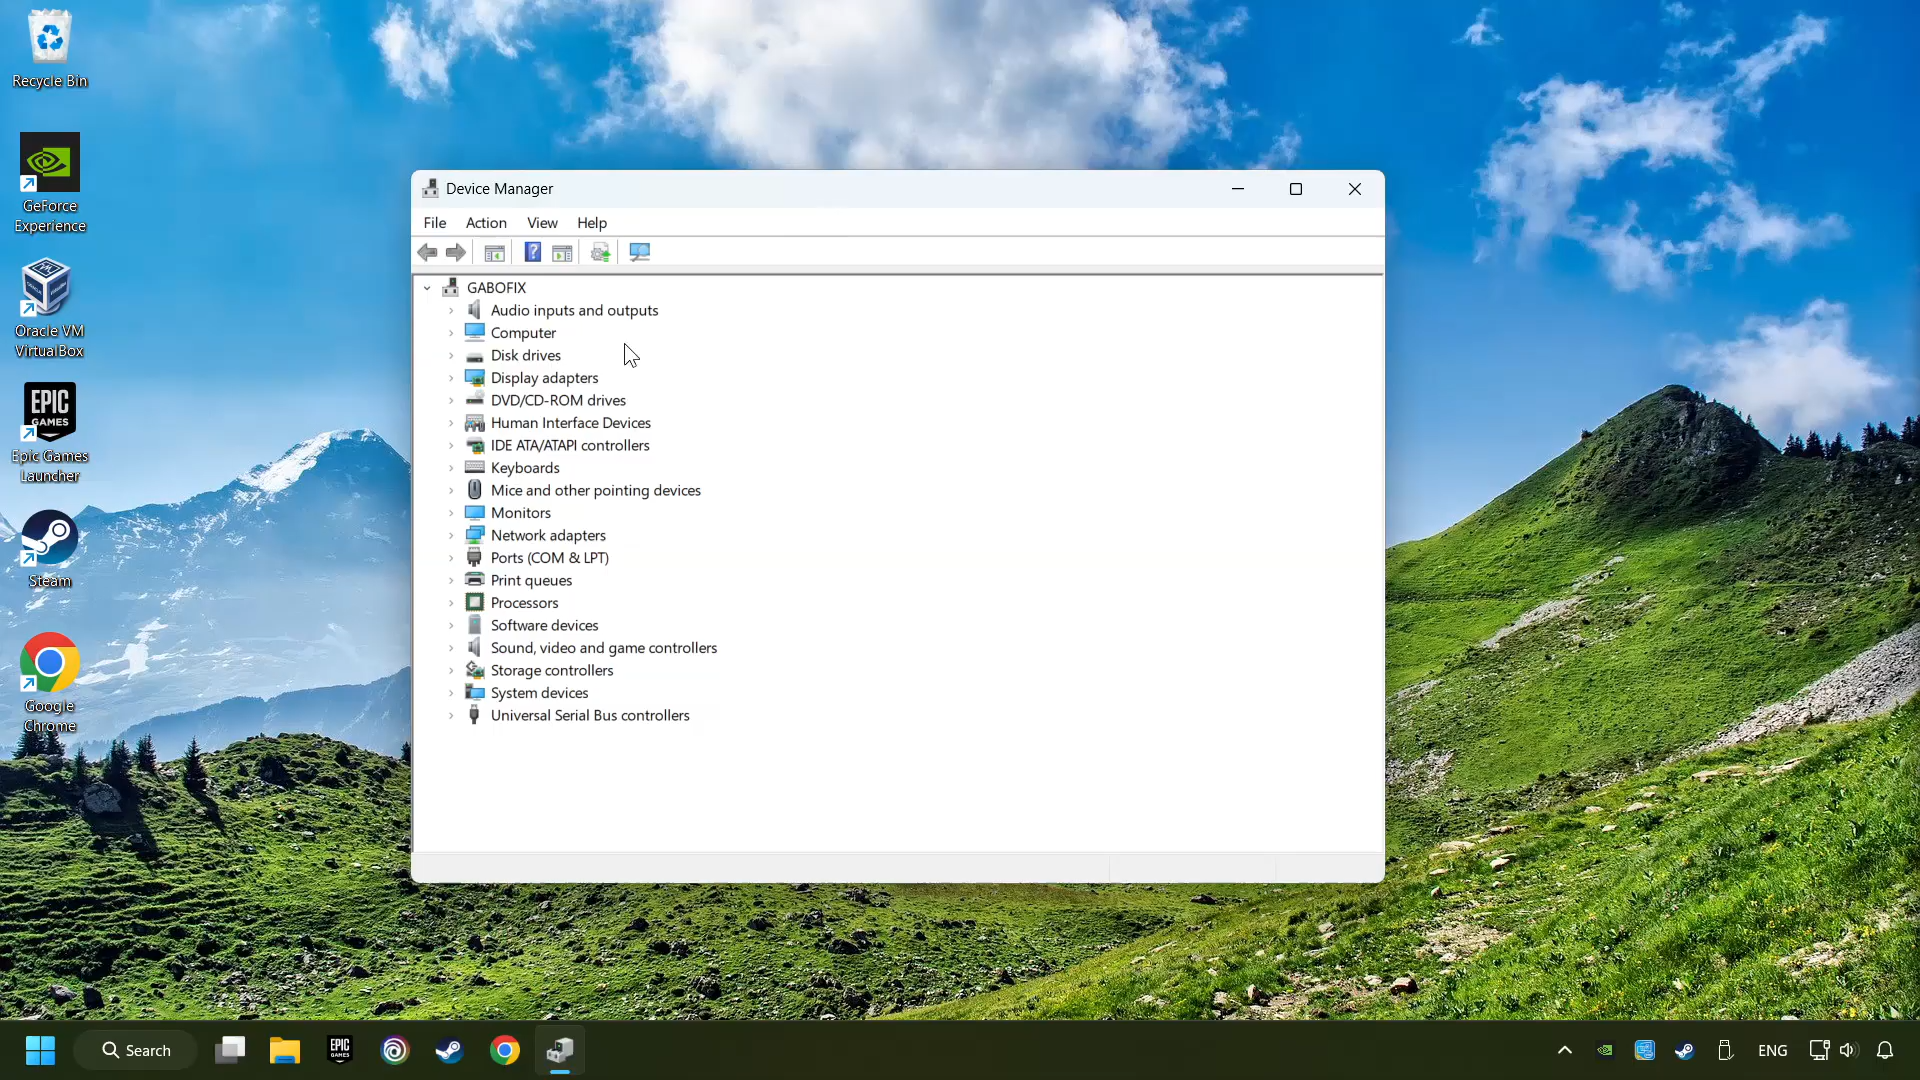 Recycle Bin
GeForce
Experience
Oracle VM
VirtualBox
EPIC
GAMES
Epic Games
Launcher
Steam
Google
Chrome
Device Manager
File Action View Help
GABOFIX
Audio inputs and outputs
Computer
Disk drives
Display adapters
DVD/CD-ROM drives
Human Interface Devices
IDE ATA/ATAPI controllers
Keyboards
Mice and other pointing devices
Monitors
Network adapters
Ports (COM & LPT)
Print queues
Processors
Software devices
Sound, video and game controllers
Storage controllers
System devices
Universal Serial Bus controllers
Search
EPIC
GAMES
ENG